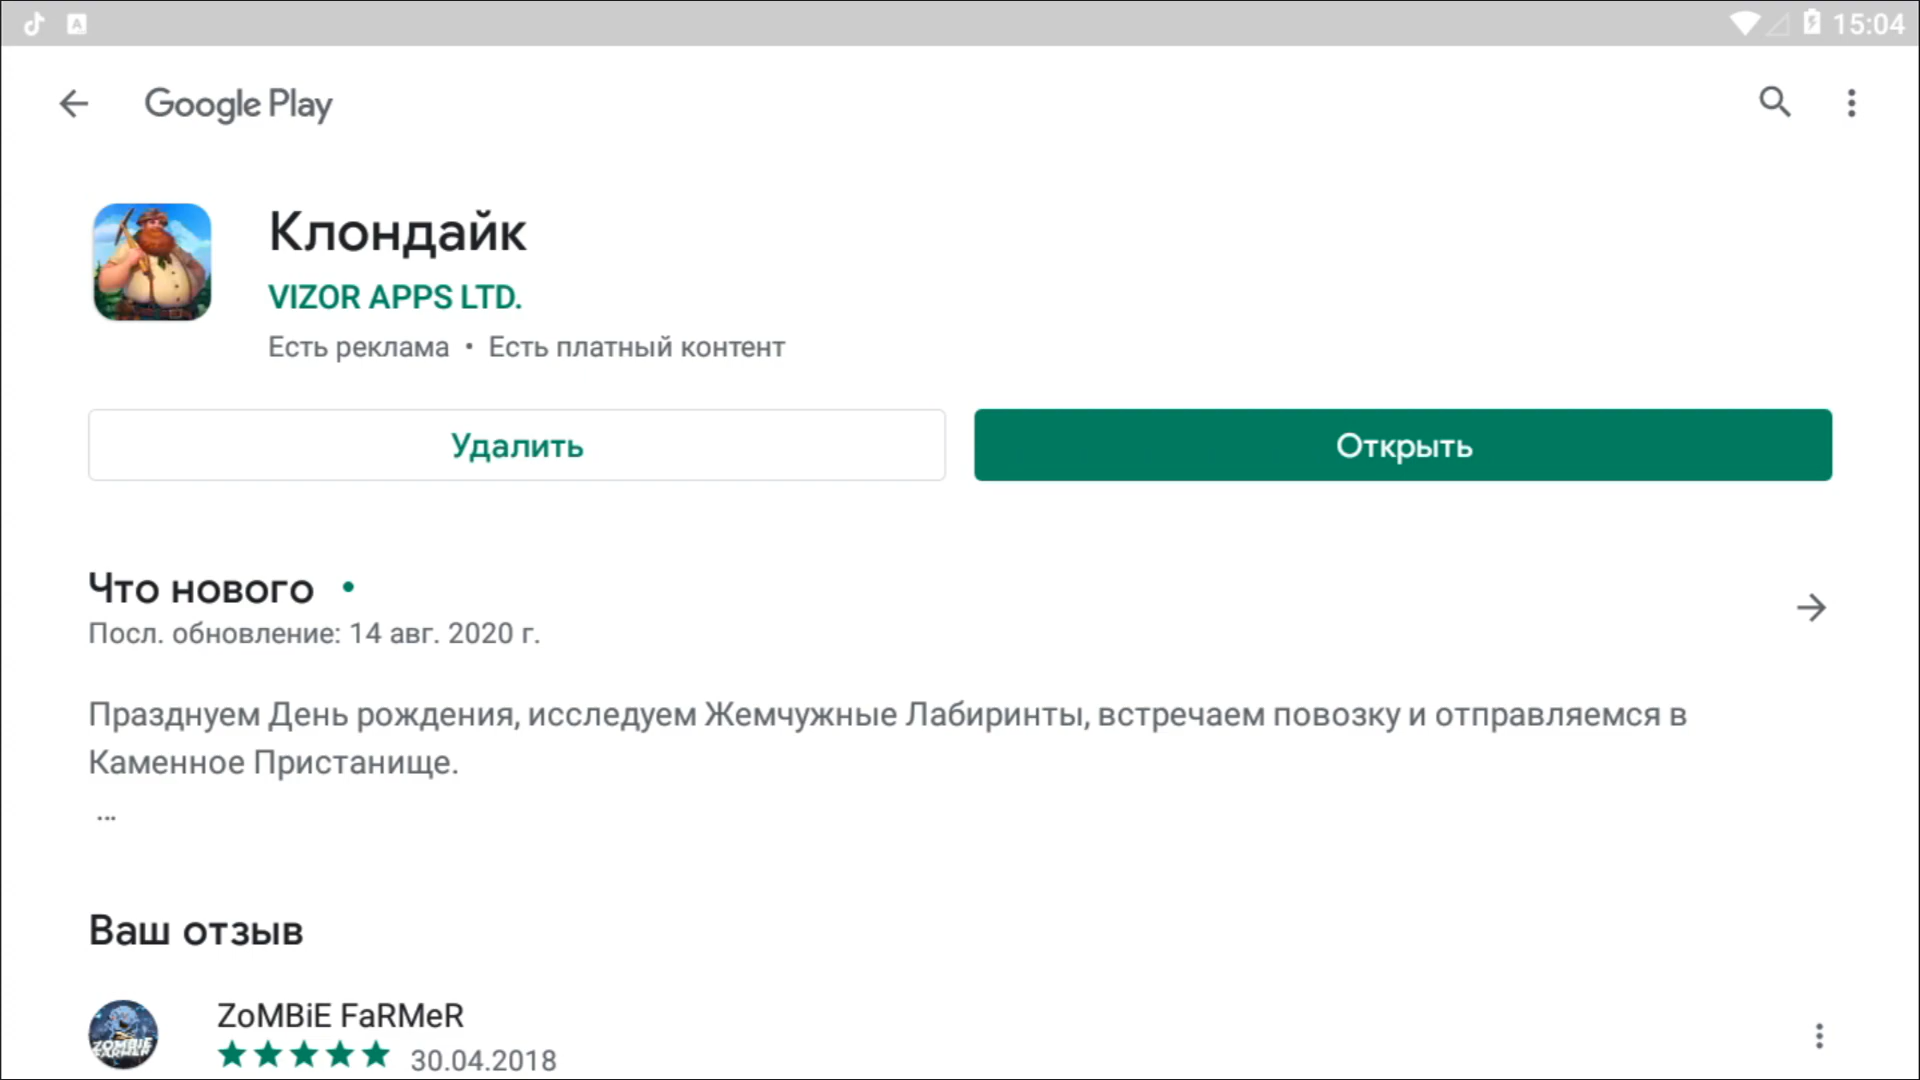 15:04
Google Play
Клондайк
VIZOR APPS LTD.
Есть реклама • Есть платный контент
Удалить
Открыть
Что нового •
Посл. обновление: 14 авг. 2020 г.
Празднуем День рождения, исследуем Жемчужные Лабиринты, встречаем повозку и отправляемся в
Каменное Пристанище.
...
Ваш отзыв
ZOMBIE
FARMER
ZoMBiE FaRMeR
30.04.2018